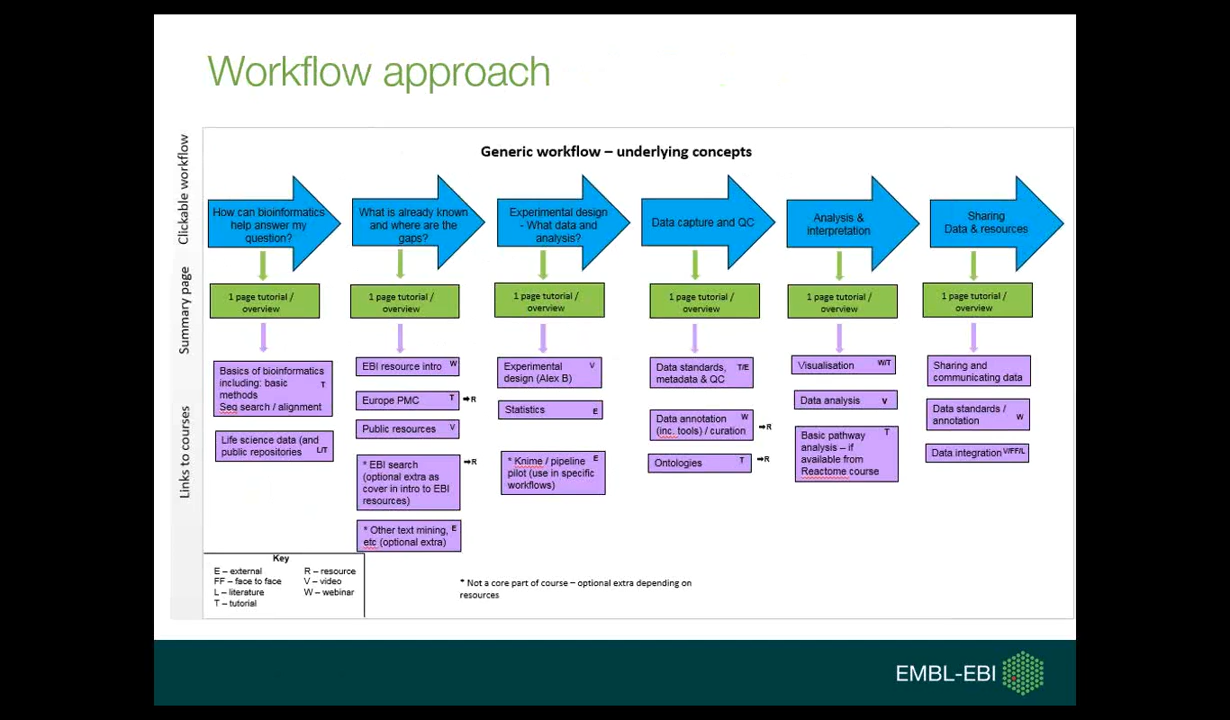 Workflow approach
Clickable workflow
Generic workflow – underlying concepts
How can bioinformatics
help answer my
question?
What is already known
and where are the
gaps?
Experimental design
- What data and
analysis?
Data capture and QC
Analysis &
interpretation
Sharing
Data & resources
Summary page
1 page tutorial /
overview
1 page tutorial /
overview
1 page tutorial /
overview
1 page tutorial /
overview
1 page tutorial /
overview
1 page tutorial /
overview
Links to courses
Basics of bioinformatics
including: basic
methods T
Seq search / alignment
Life science data (and
public repositories L/T
EBI resource intro W
Europe PMC T
R
Public resources V
* EBI search
(optional extra as
cover in intro to EBI
resources)
R
* Other text mining, E
etc (optional extra)
Experimental V
design (Alex B)
Statistics E
* Knime / pipeline E
pilot (use in specific
workflows)
Data standards, T/E
metadata & QC
Data annotation W
(inc. tools) / curation
R
Ontologies T
R
Visualisation W/T
Data analysis V
Basic pathway T
analysis – if
available from
Reactome course
Sharing and
communicating data
Data standards /
annotation W
Data integration V/FF/L
Key
E – external
FF – face to face
L – literature
T – tutorial
R – resource
V – video
W – webinar
* Not a core part of course – optional extra depending on
resources
EMBL-EBI